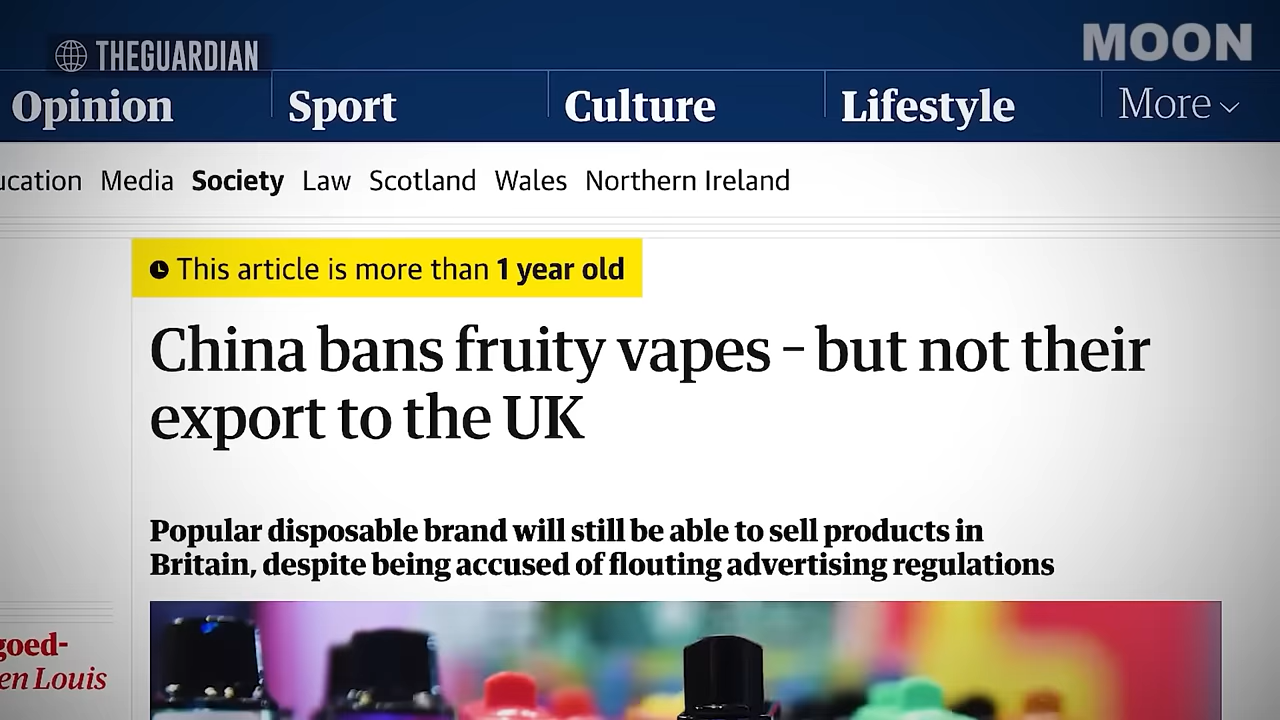 THEGUARDIAN
MOON
Opinion Sport Culture Lifestyle More
ucation Media Society Law Scotland Wales Northern Ireland
This article is more than 1 year old
China bans fruity vapes – but not their
export to the UK
Popular disposable brand will still be able to sell products in
Britain, despite being accused of flouting advertising regulations
goed-
en Louis